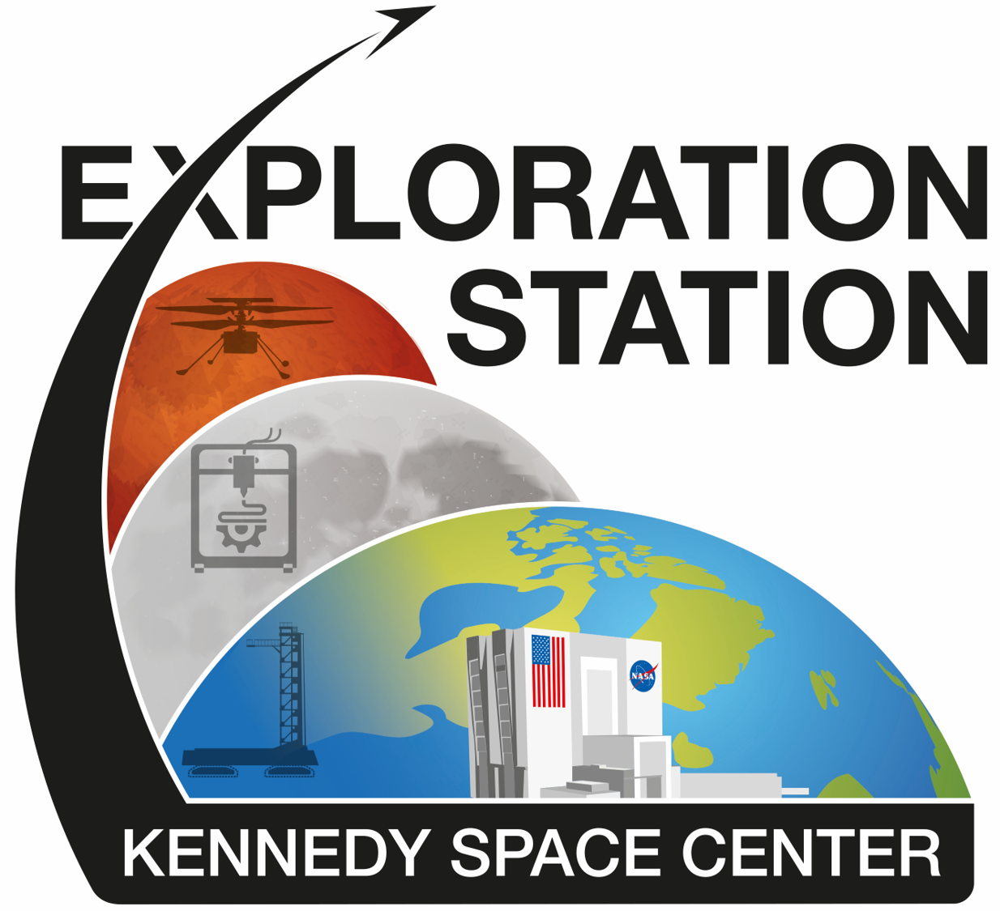 EXPLORATION
STATION
NASA
KENNEDY SPACE CENTER